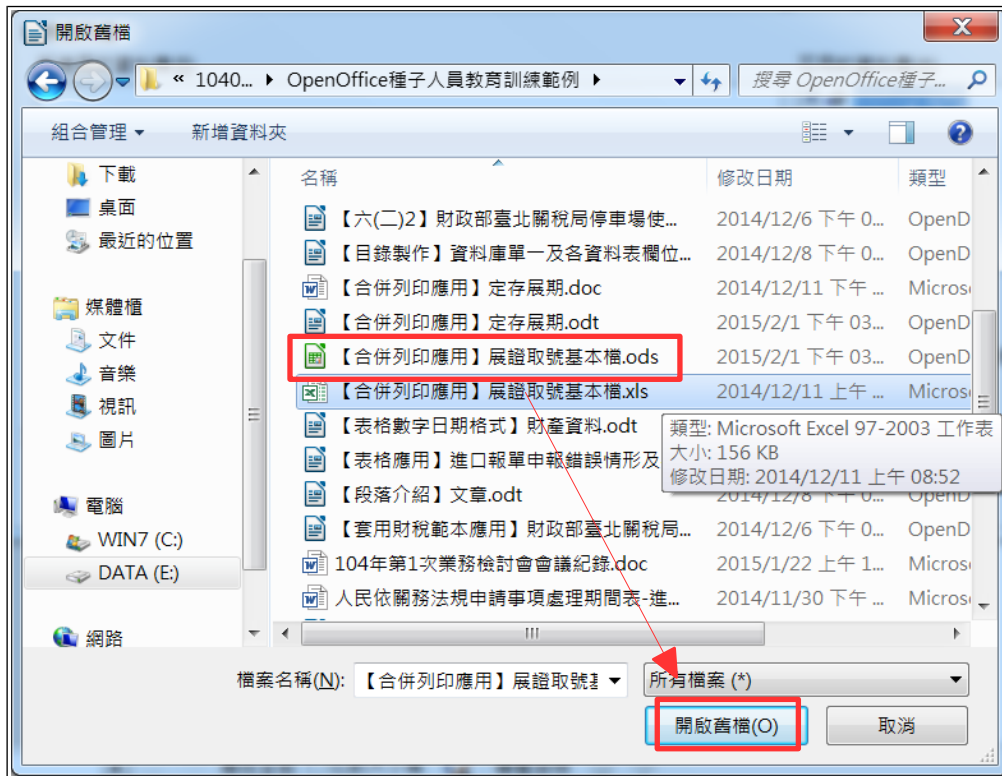 開啟舊檔
« 1040... ▸ OpenOffice種子人員教育訓練範例 ▸
搜尋 OpenOffice種子...
組合管理 ▾ 新增資料夾
下載
桌面
最近的位置
媒體櫃
文件
音樂
視訊
圖片
電腦
WIN7 (C:)
DATA (E:)
網路
名稱 修改日期 類型
【六(二)2】財政部臺北關稅局停車場使... 2014/12/6 下午 0... OpenD
【目錄製作】資料庫單一及各資料表欄位... 2014/12/8 下午 0... OpenD
【合併列印應用】定存展期.doc 2014/12/11 下午 ... Micros
【合併列印應用】定存展期.odt 2015/2/1 下午 03... OpenD
【合併列印應用】展證取號基本檔.ods 2015/2/1 下午 03... OpenD
【合併列印應用】展證取號基本檔.xls 2014/12/11 上午 ... Micros
【表格數字日期格式】財產資料.odt
【表格應用】進口報單申報錯誤情形及
【段落介紹】文章.odt 2014/12/8 下午 0... OpenD
【套用財稅範本應用】財政部臺北關稅局... 2014/12/6 下午 0... OpenD
104年第1次業務檢討會會議紀錄.doc 2015/1/22 上午 1... Micros
人民依關務法規申請事項處理期間表-進... 2014/11/30 下午 ... Micros
類型: Microsoft Excel 97-2003 工作表
大小: 156 KB
修改日期: 2014/12/11 上午 08:52
檔案名稱(N): 【合併列印應用】展證取號 所有檔案 (*)
開啟舊檔(O) 取消